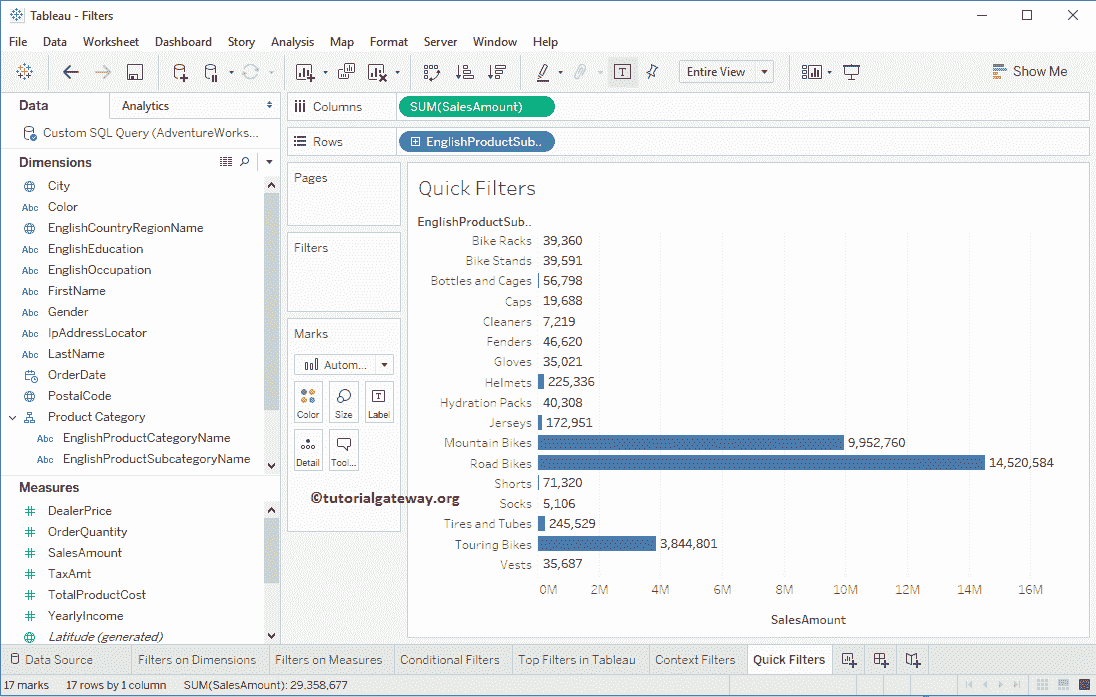 Tableau - Filters
File Data Worksheet Dashboard Story Analysis Map Format Server Window Help
Entire View
Show Me
Data
Analytics
Columns
SUM(SalesAmount)
Custom SQL Query (AdventureWorks...
Rows
EnglishProductSub..
Dimensions
City
Abc Color
EnglishCountryRegionName
Abc EnglishEducation
Abc EnglishOccupation
Abc FirstName
Abc Gender
Abc IpAddressLocator
Abc LastName
OrderDate
PostalCode
Product Category
Abc EnglishProductCategoryName
Abc EnglishProductSubcategoryName
Measures
# DealerPrice
# OrderQuantity
# SalesAmount
# TaxAmt
# TotalProductCost
# YearlyIncome
Latitude (generated)
Pages
Filters
Marks
Autom...
Color Size Label
Detail Tool...
©tutorialgateway.org
Quick Filters
EnglishProductSub..
Bike Racks 39,360
Bike Stands 39,591
Bottles and Cages 56,798
Caps 19,688
Cleaners 7,219
Fenders 46,620
Gloves 35,021
Helmets 225,336
Hydration Packs 40,308
Jerseys 172,951
Mountain Bikes 9,952,760
Road Bikes 14,520,584
Shorts 71,320
Socks 5,106
Tires and Tubes 245,529
Touring Bikes 3,844,801
Vests 35,687
0M 2M 4M 6M 8M 10M 12M 14M 16M
SalesAmount
Data Source Filters on Dimensions Filters on Measures Conditional Filters Top Filters in Tableau Context Filters Quick Filters
17 marks 17 rows by 1 column SUM(SalesAmount): 29,358,677